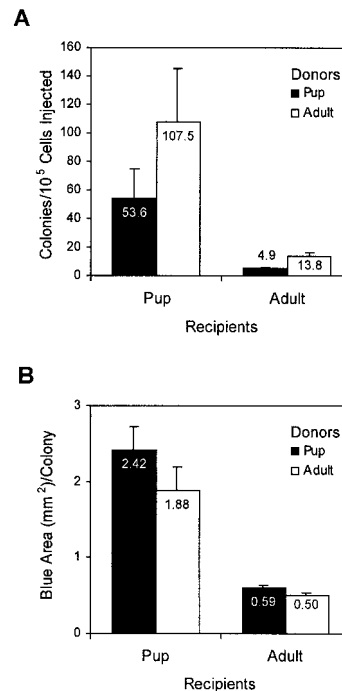 A
160
140
120
100
80
60
40
20
0
Colonies/10⁵ Cells Injected
Donors
Pup
Adult
53.6
107.5
4.9
13.8
Pup
Adult
Recipients
B
3
2
1
0
Blue Area (mm²)/Colony
Donors
Pup
Adult
2.42
1.88
0.59
0.50
Pup
Adult
Recipients